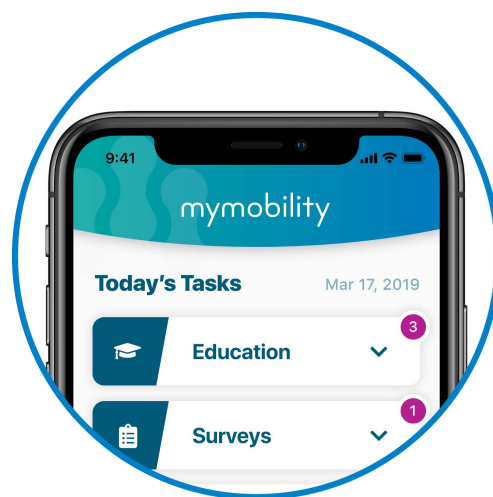 9:41
mymobility
Today's Tasks Mar 17, 2019
3
Education
1
Surveys